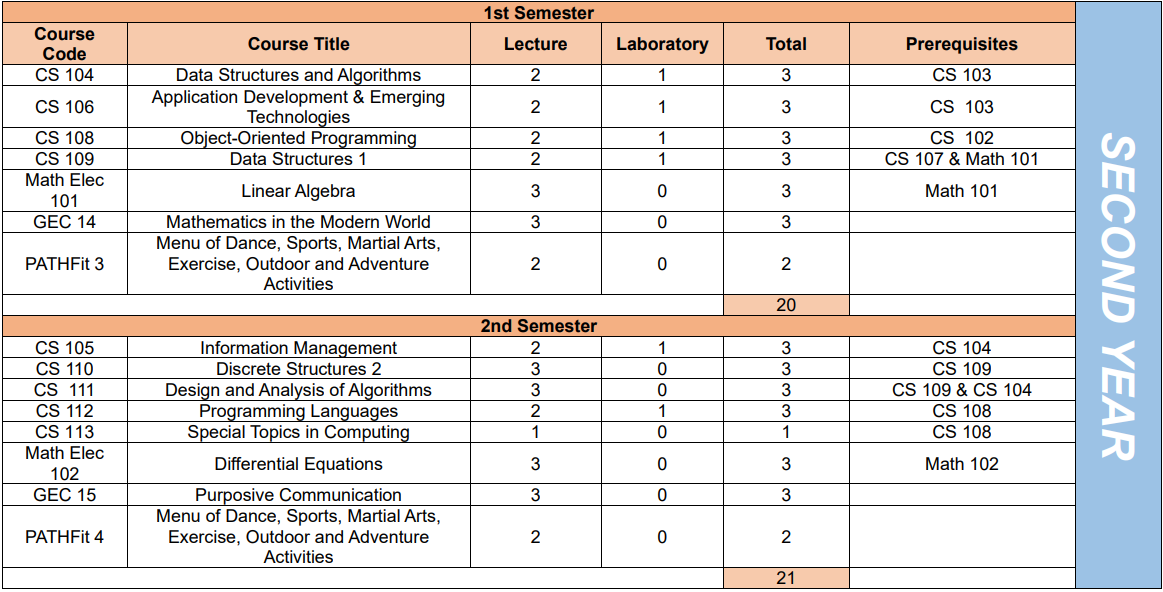 1st Semester
Course
Code
Course Title
Lecture
Laboratory
Total
Prerequisites
CS 104
Data Structures and Algorithms
2
1
3
CS 103
CS 106
Application Development & Emerging
Technologies
2
1
3
CS  103
CS 108
Object-Oriented Programming
2
1
3
CS  102
CS 109
Data Structures 1
2
1
3
CS 107 & Math 101
Math Elec
101
Linear Algebra
3
0
3
Math 101
GEC 14
Mathematics in the Modern World
3
0
3
PATHFit 3
Menu of Dance, Sports, Martial Arts,
Exercise, Outdoor and Adventure
Activities
2
0
2
20
2nd Semester
CS 105
Information Management
2
1
3
CS 104
CS 110
Discrete Structures 2
3
0
3
CS 109
CS  111
Design and Analysis of Algorithms
3
0
3
CS 109 & CS 104
CS 112
Programming Languages
2
1
3
CS 108
CS 113
Special Topics in Computing
1
0
1
CS 108
Math Elec
102
Differential Equations
3
0
3
Math 102
GEC 15
Purposive Communication
3
0
3
PATHFit 4
Menu of Dance, Sports, Martial Arts,
Exercise, Outdoor and Adventure
Activities
2
0
2
21
SECOND YEAR